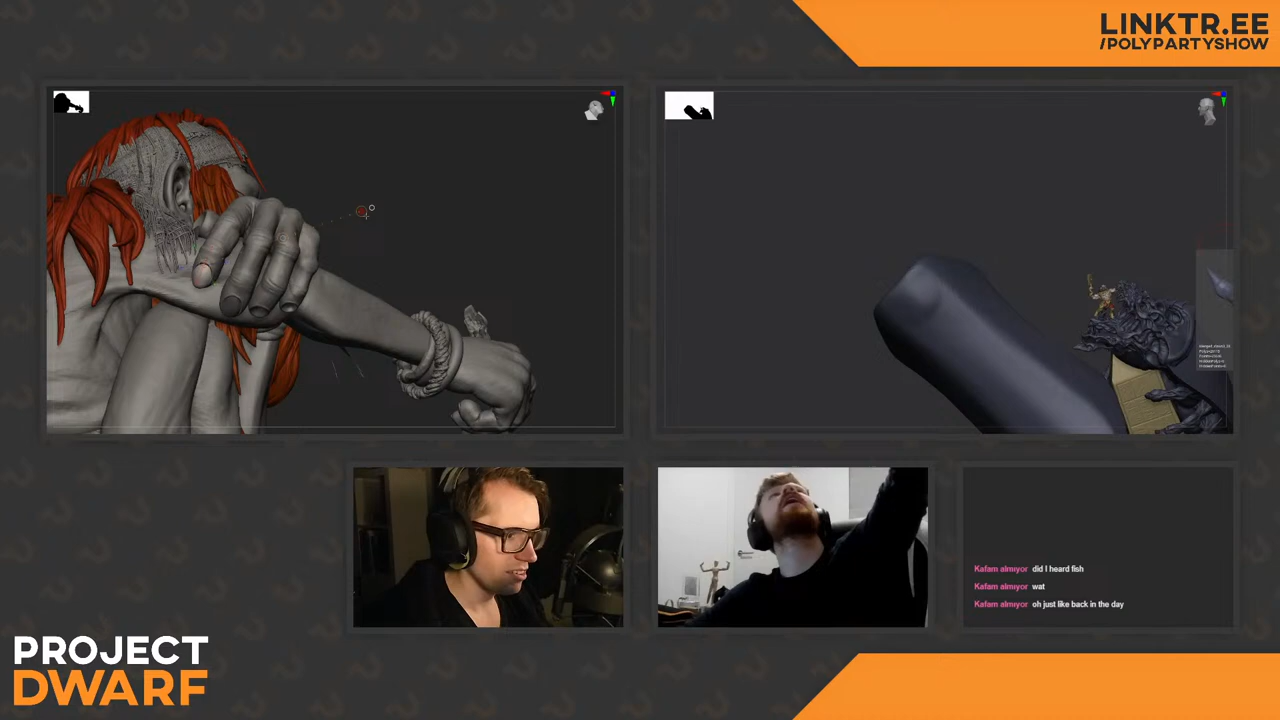 LINKTR.EE
/POLYPARTYSHOW
Kafam almıyor did I heard fish
Kafam almıyor wat
Kafam almıyor oh just like back in the day
PROJECT
DWARF